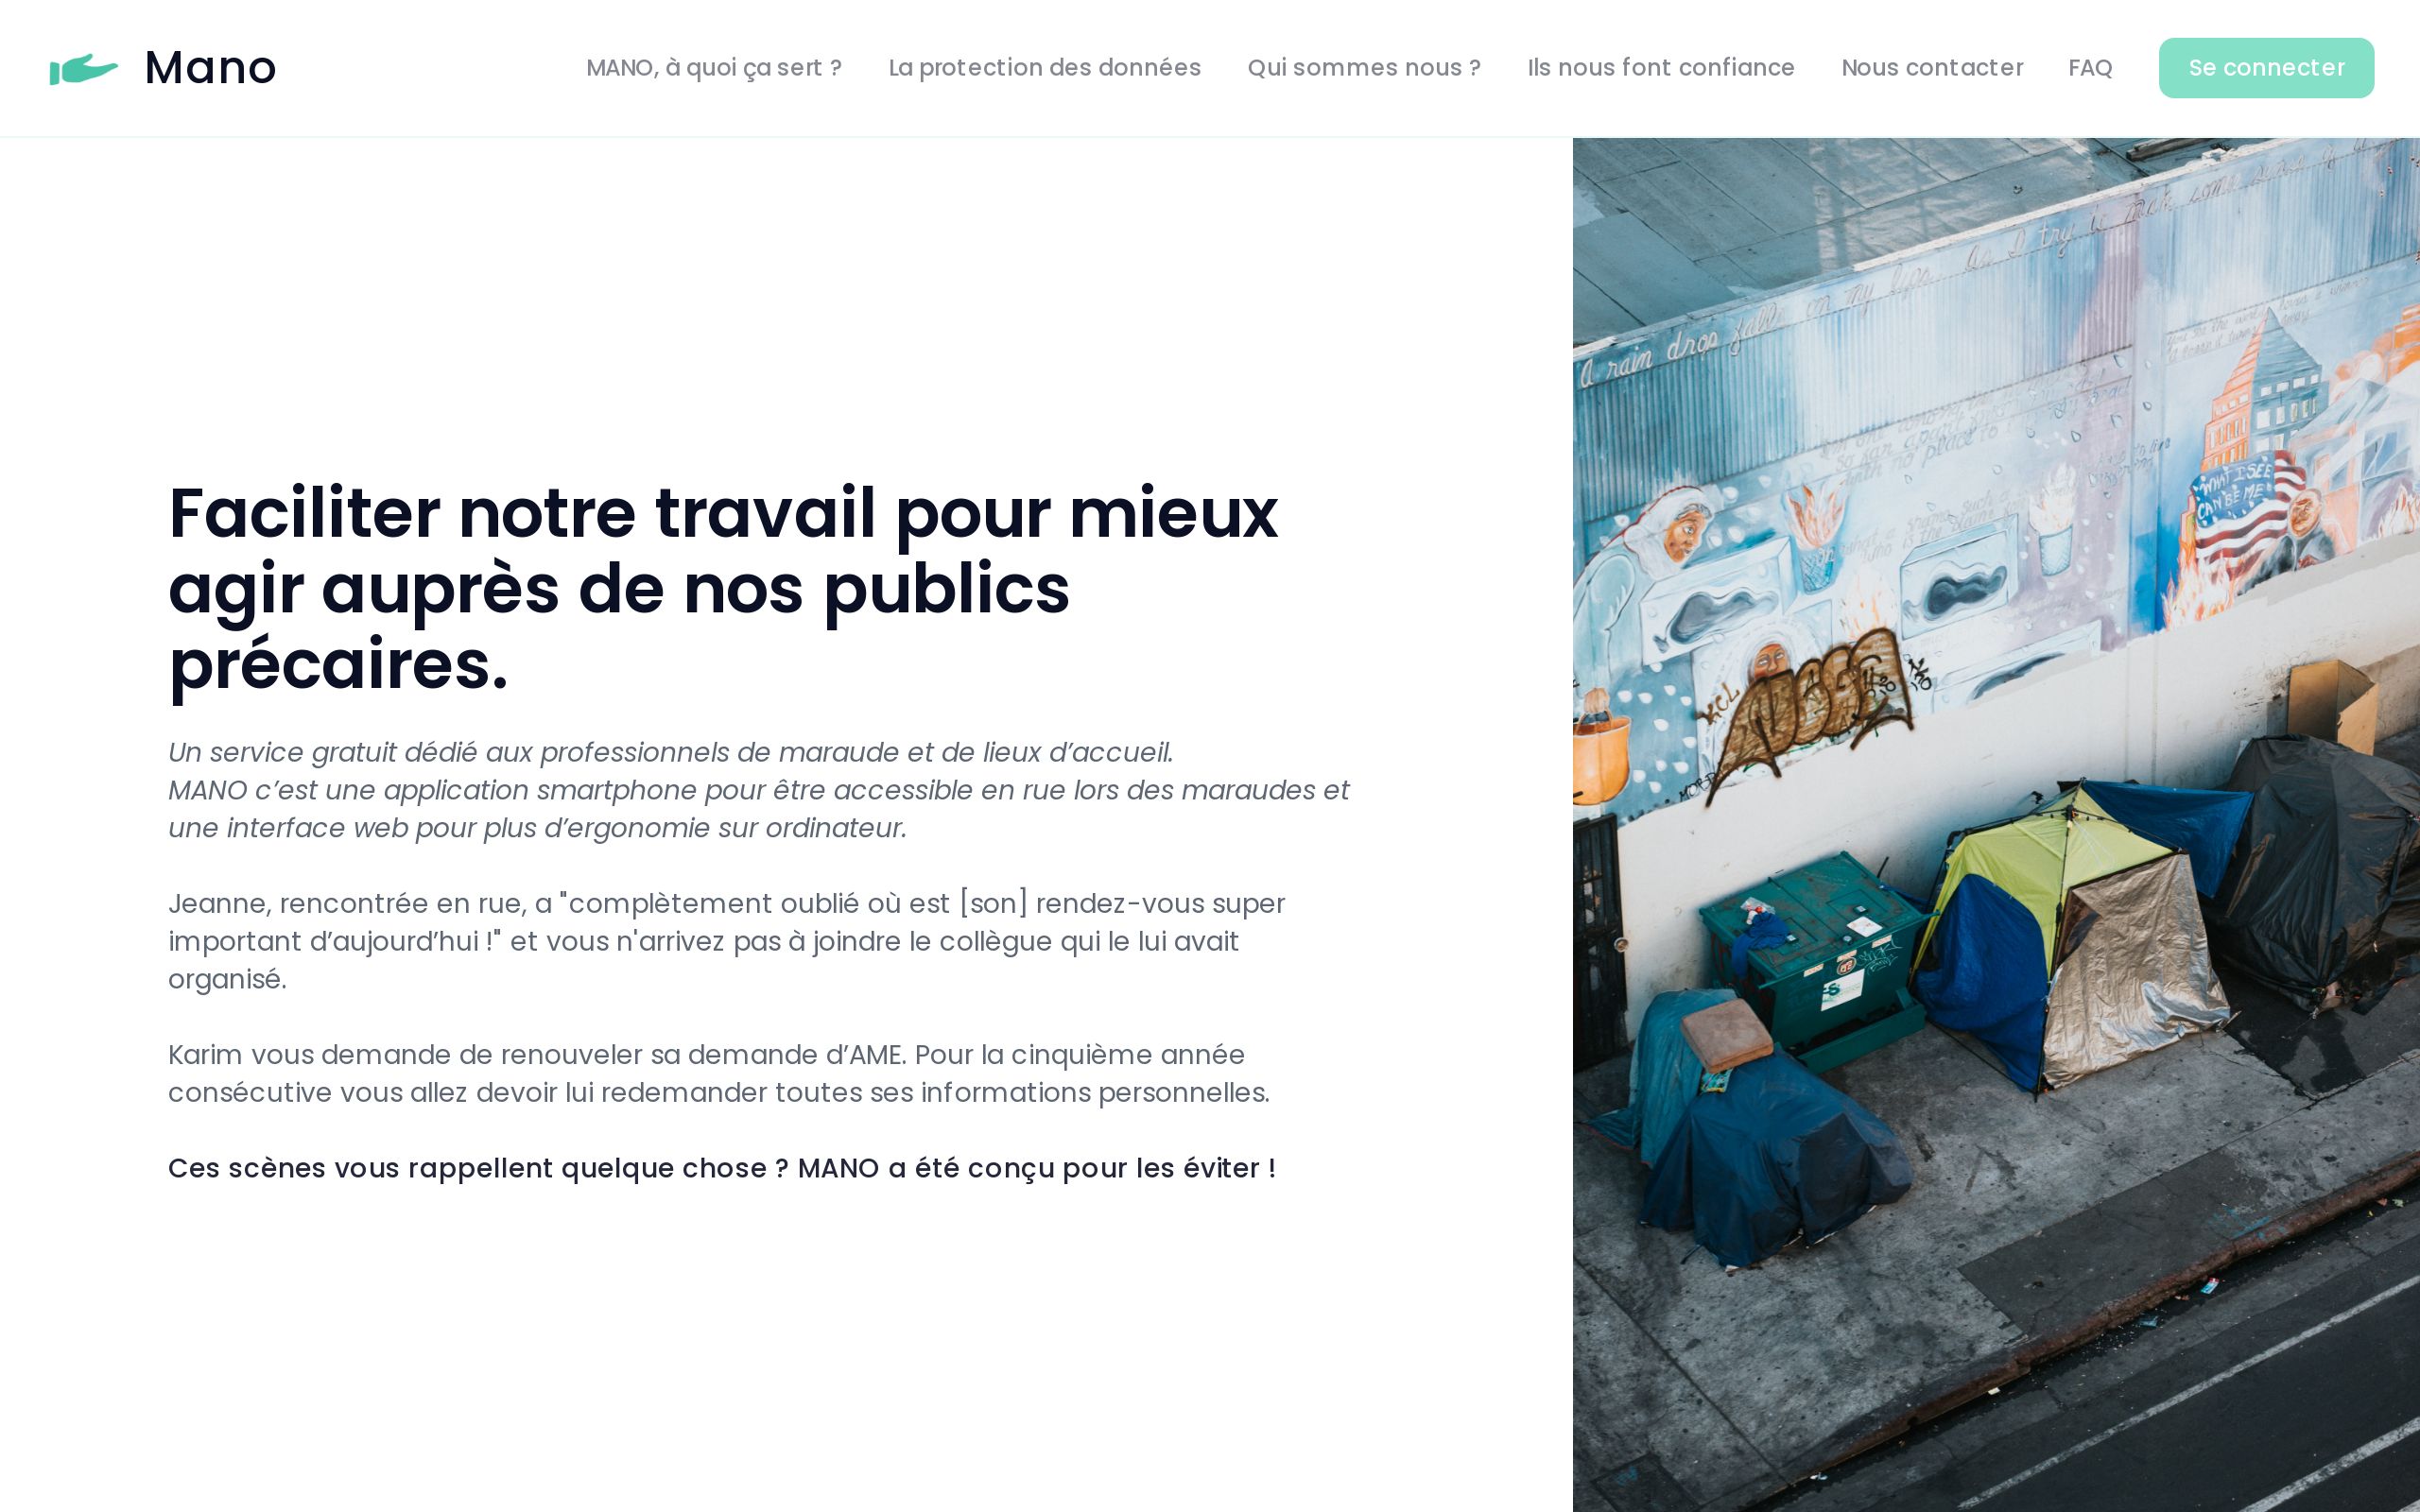 Mano
MANO, à quoi ça sert ?
La protection des données
Qui sommes nous ?
Ils nous font confiance
Nous contacter
FAQ
Se connecter
Faciliter notre travail pour mieux
agir auprès de nos publics
précaires.
Un service gratuit dédié aux professionnels de maraude et de lieux d’accueil.
MANO c’est une application smartphone pour être accessible en rue lors des maraudes et
une interface web pour plus d’ergonomie sur ordinateur.
Jeanne, rencontrée en rue, a "complètement oublié où est [son] rendez-vous super
important d’aujourd’hui !" et vous n'arrivez pas à joindre le collègue qui le lui avait
organisé.
Karim vous demande de renouveler sa demande d’AME. Pour la cinquième année
consécutive vous allez devoir lui redemander toutes ses informations personnelles.
Ces scènes vous rappellent quelque chose ? MANO a été conçu pour les éviter !
A rain drop falls on my life. As I try to make some sense of
WHAT I SEE
CAN BE ME
KCL